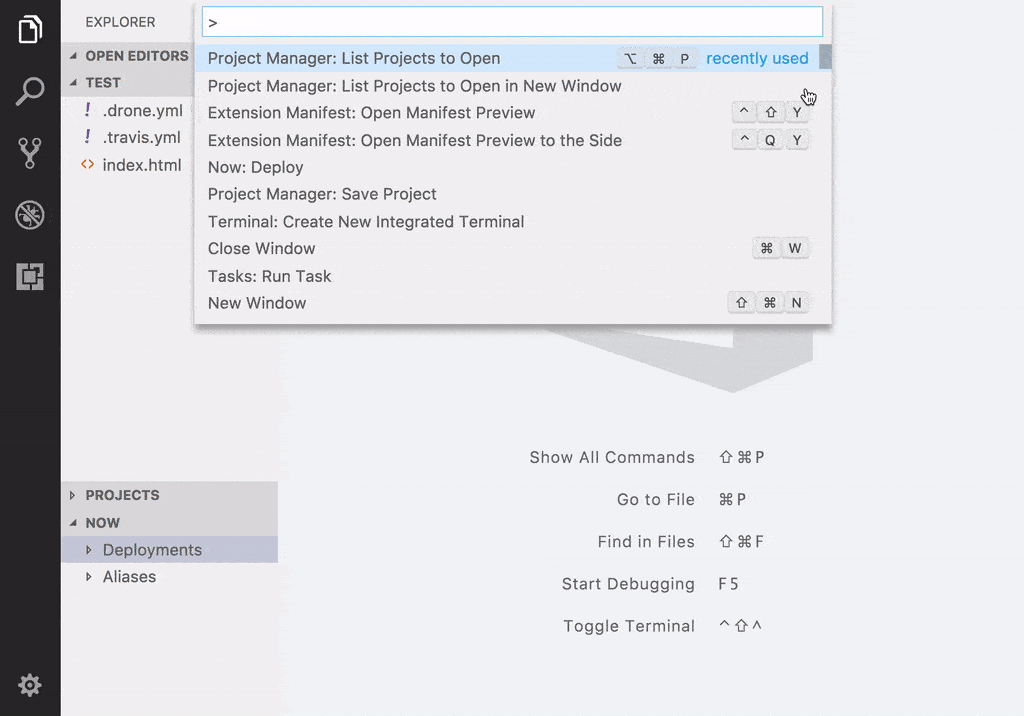 EXPLORER
OPEN EDITORS
TEST
! .drone.yml
! .travis.yml
<> index.html
>
Project Manager: List Projects to Open ⌥ ⌘ P recently used
Project Manager: List Projects to Open in New Window
Extension Manifest: Open Manifest Preview ^ ⇧ Y
Extension Manifest: Open Manifest Preview to the Side ^ Q Y
Now: Deploy
Project Manager: Save Project
Terminal: Create New Integrated Terminal
Close Window ⌘ W
Tasks: Run Task
New Window ⇧ ⌘ N
PROJECTS
NOW
Deployments
Aliases
Show All Commands ⇧ ⌘ P
Go to File ⌘ P
Find in Files ⇧ ⌘ F
Start Debugging F5
Toggle Terminal ^ ⇧ ^